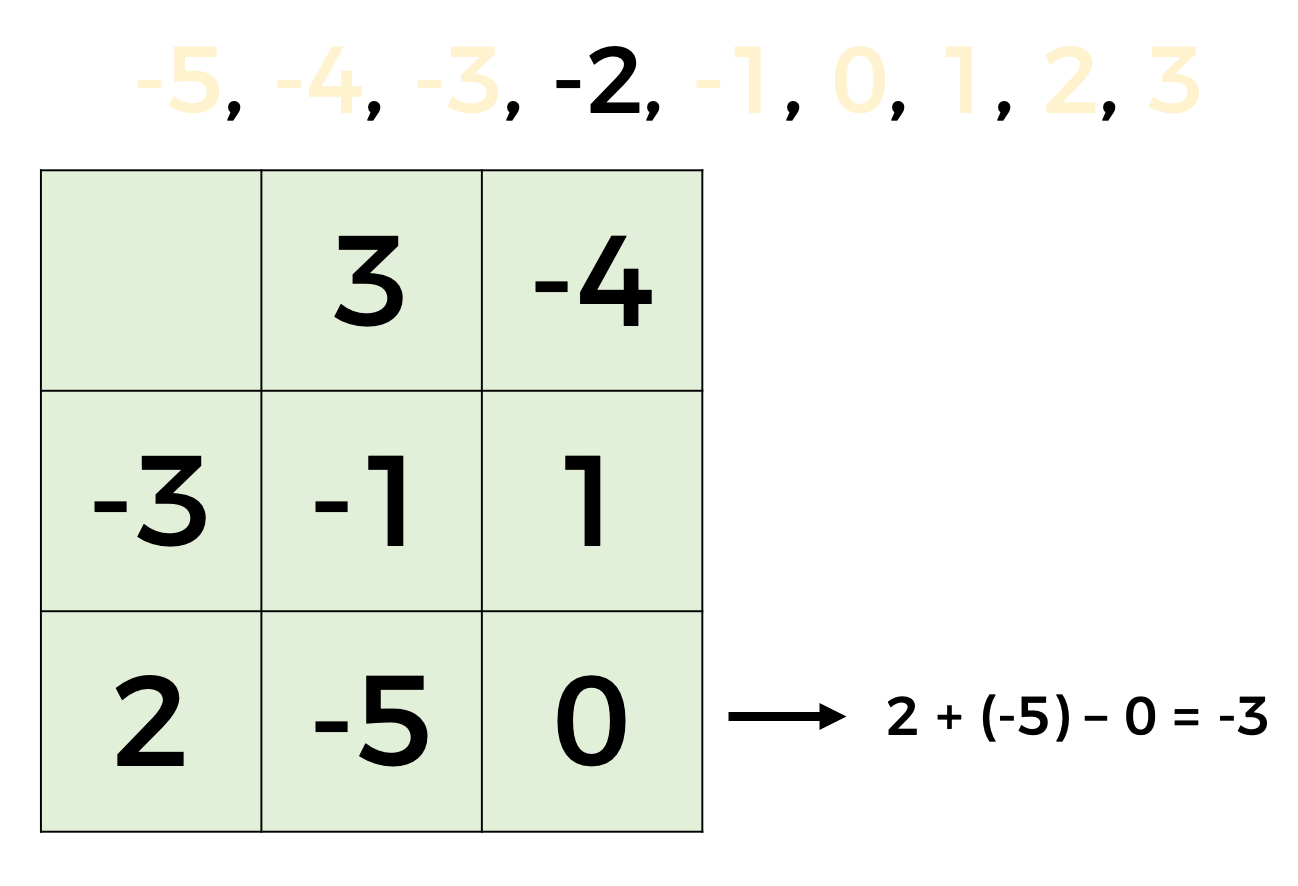 -5, -4, -3, -2, -1, 0, 1, 2, 3
3 -4
-3 -1 1
2 -5 0 2 + (-5) – 0 = -3